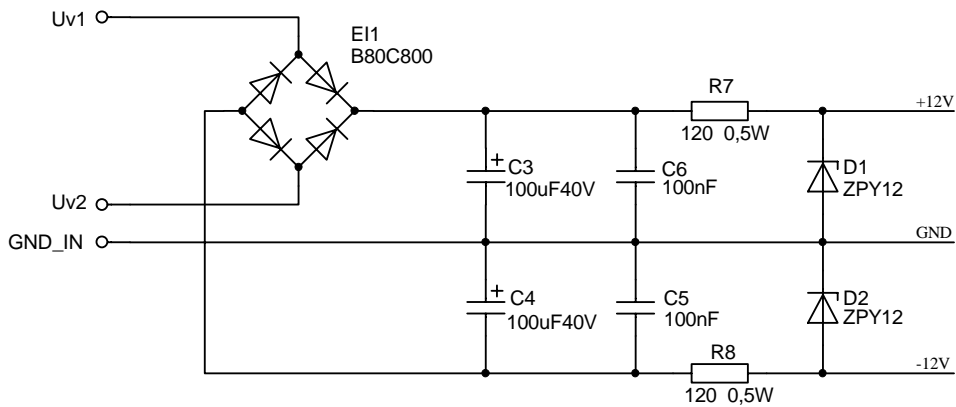 Uv1
EI1
B80C800
R7
+12V
120 0,5W
+
C3
100uF40V
C6
100nF
D1
ZPY12
Uv2
GND_IN
GND
+
C4
100uF40V
C5
100nF
D2
ZPY12
R8
-12V
120 0,5W